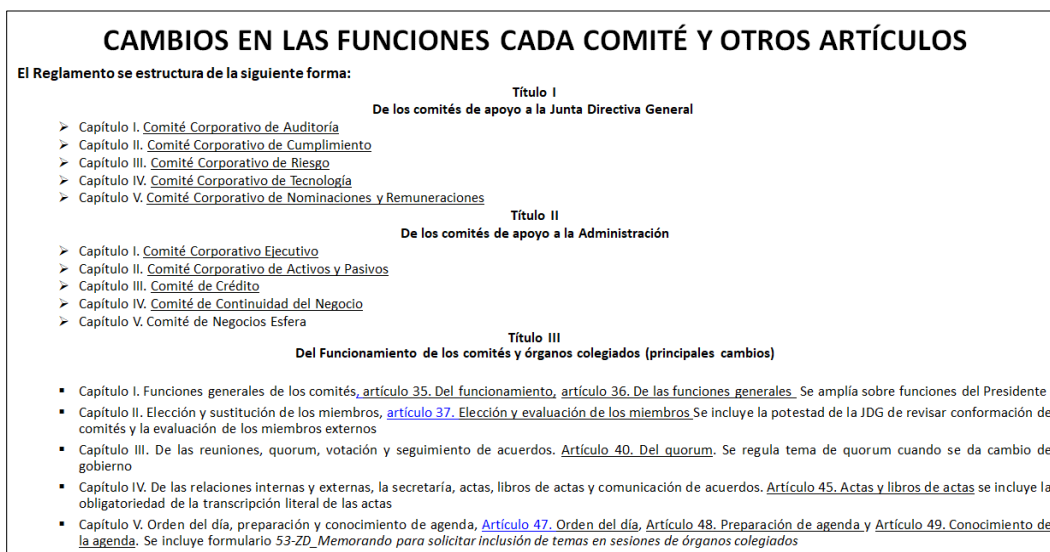 CAMBIOS EN LAS FUNCIONES CADA COMITÉ Y OTROS ARTÍCULOS
El Reglamento se estructura de la siguiente forma:
Título I
De los comités de apoyo a la Junta Directiva General
➢ Capítulo I. Comité Corporativo de Auditoría
➢ Capítulo II. Comité Corporativo de Cumplimiento
➢ Capítulo III. Comité Corporativo de Riesgo
➢ Capítulo IV. Comité Corporativo de Tecnología
➢ Capítulo V. Comité Corporativo de Nominaciones y Remuneraciones
Título II
De los comités de apoyo a la Administración
➢ Capítulo I. Comité Corporativo Ejecutivo
➢ Capítulo II. Comité Corporativo de Activos y Pasivos
➢ Capítulo III. Comité de Crédito
➢ Capítulo IV. Comité de Continuidad del Negocio
➢ Capítulo V. Comité de Negocios Esfera
Título III
Del Funcionamiento de los comités y órganos colegiados (principales cambios)
▪ Capítulo I. Funciones generales de los comités, artículo 35. Del funcionamiento, artículo 36. De las funciones generales Se amplía sobre funciones del Presidente
▪ Capítulo II. Elección y sustitución de los miembros, artículo 37. Elección y evaluación de los miembros Se incluye la potestad de la JDG de revisar conformación de
comités y la evaluación de los miembros externos
▪ Capítulo III. De las reuniones, quorum, votación y seguimiento de acuerdos. Artículo 40. Del quorum. Se regula tema de quorum cuando se da cambio de
gobierno
▪ Capítulo IV. De las relaciones internas y externas, la secretaría, actas, libros de actas y comunicación de acuerdos. Artículo 45. Actas y libros de actas se incluye la
obligatoriedad de la transcripción literal de las actas
▪ Capítulo V. Orden del día, preparación y conocimiento de agenda, Artículo 47. Orden del día, Artículo 48. Preparación de agenda y Artículo 49. Conocimiento de
la agenda. Se incluye formulario 53-ZD_Memorando para solicitar inclusión de temas en sesiones de órganos colegiados